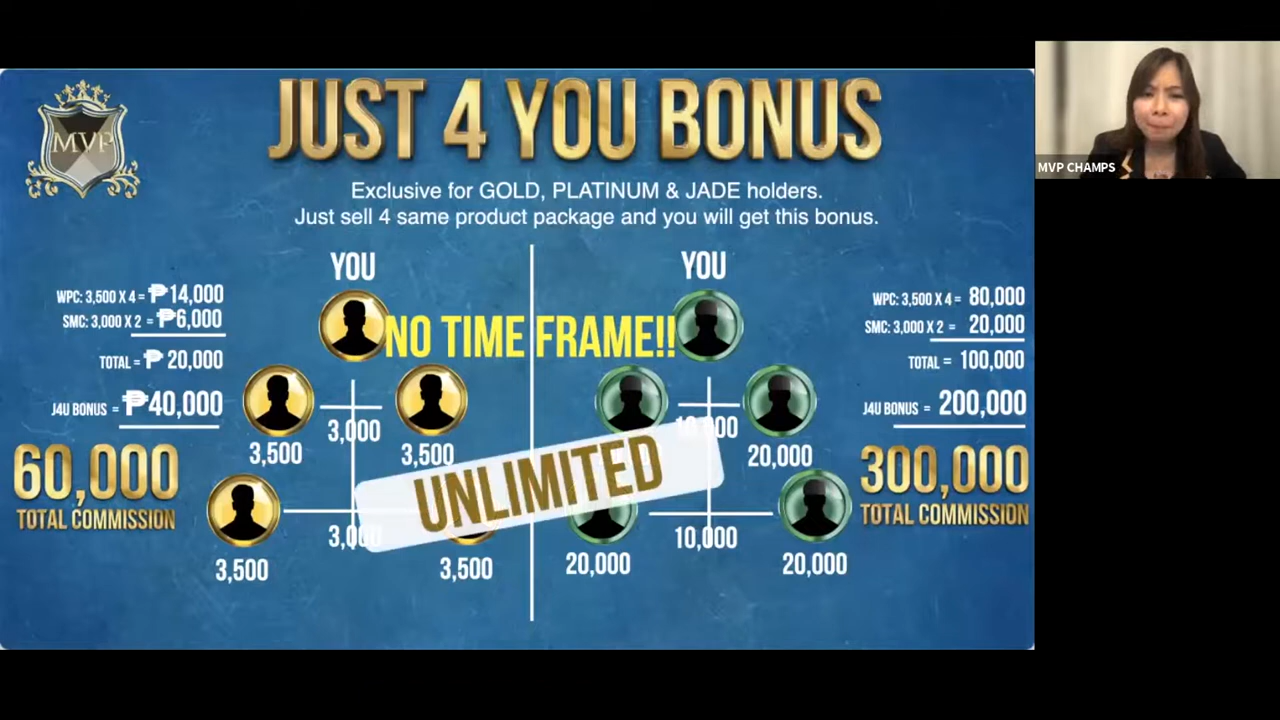 JUST 4 YOU BONUS
MVP
Exclusive for GOLD, PLATINUM & JADE holders.
Just sell 4 same product package and you will get this bonus.
MVP CHAMPS
YOU
YOU
WPC: 3,500 X 4 = ₱14,000
SMC: 3,000 X 2 = ₱6,000
TOTAL = ₱ 20,000
J4U BONUS = ₱40,000
60,000
TOTAL COMMISSION
NO TIME FRAME!!
WPC: 3,500 X 4 = 80,000
SMC: 3,000 X 2 = 20,000
TOTAL = 100,000
J4U BONUS = 200,000
300,000
TOTAL COMMISSION
3,500
3,000
3,500
20,000
UNLIMITED
3,500
3,500
20,000
10,000
20,000